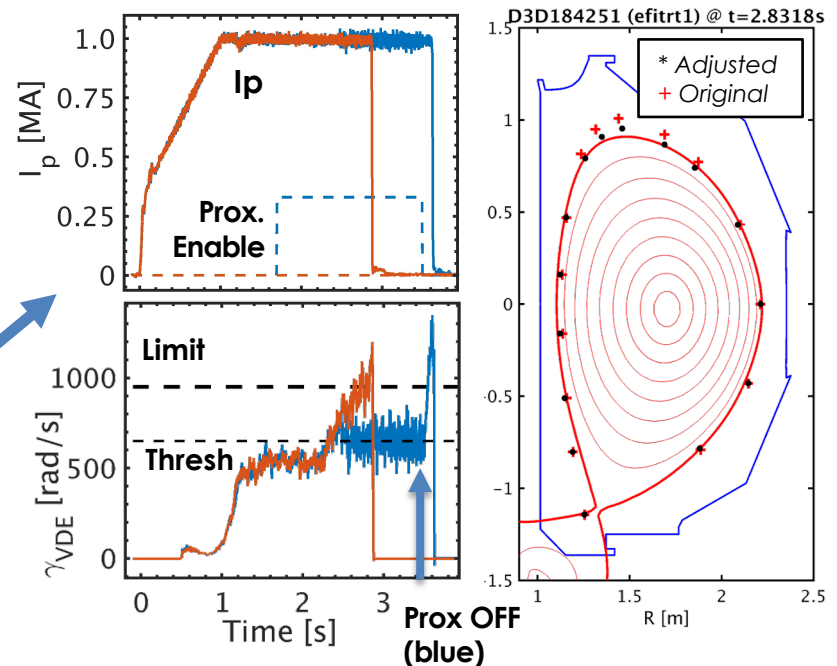 D3D184251 (efitrt1) @ t=2.8318s
* Adjusted
+ Original
Ip [MA]
1.0
0.75
0.5
0.25
0
Ip
Prox.
Enable
γVDE [rad/s]
1000
500
0
Limit
Thresh
0
1
2
3
Time [s]
Prox OFF
(blue)
1.5
1
0.5
0
-0.5
-1
-1.5
1
1.5
2
2.5
R [m]